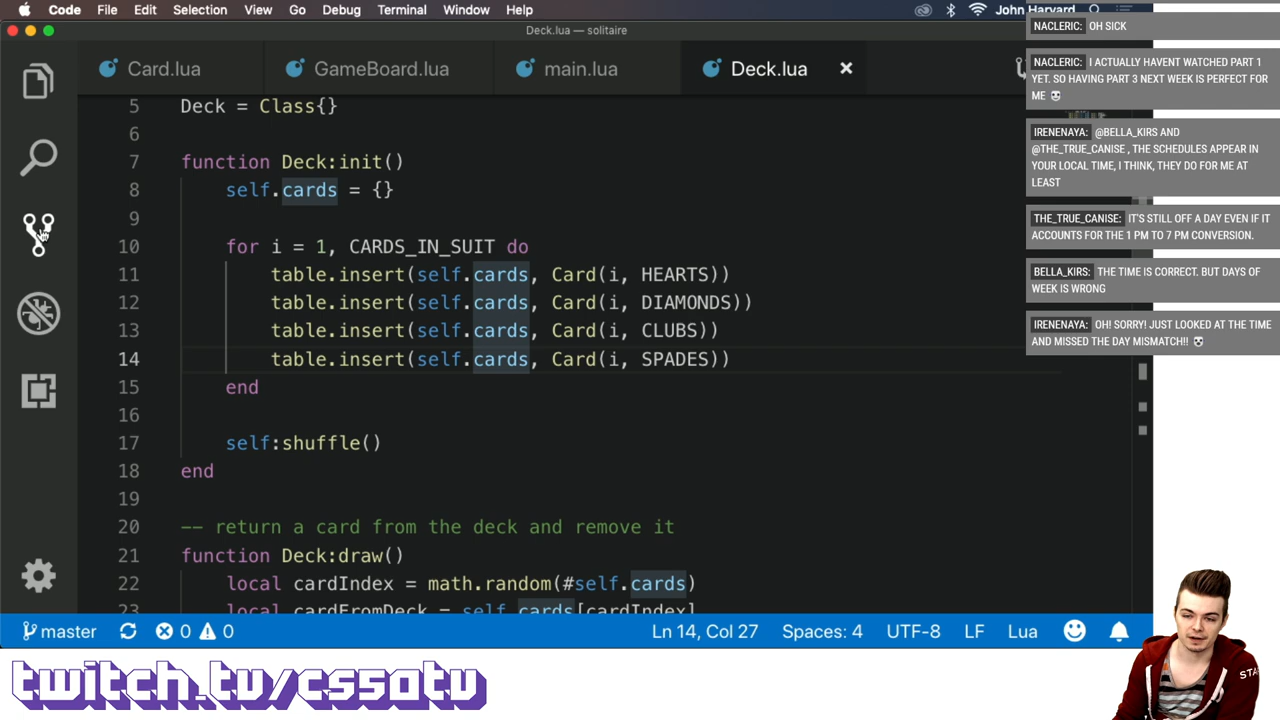 Code File Edit Selection View Go Debug Terminal Window Help John Harvard
Deck.lua — solitaire
Card.lua GameBoard.lua main.lua Deck.lua
5 Deck = Class{}
6
7 function Deck:init()
8 self.cards = {}
9
10 for i = 1, CARDS_IN_SUIT do
11 table.insert(self.cards, Card(i, HEARTS))
12 table.insert(self.cards, Card(i, DIAMONDS))
13 table.insert(self.cards, Card(i, CLUBS))
14 table.insert(self.cards, Card(i, SPADES))
15 end
16
17 self:shuffle()
18 end
19
20 -- return a card from the deck and remove it
21 function Deck:draw()
22 local cardIndex = math.random(#self.cards)
23 local cardFromDeck = self.cards[cardIndex]
master 0 0 Ln 14, Col 27 Spaces: 4 UTF-8 LF Lua
NACLERIC: OH SICK
NACLERIC: I ACTUALLY HAVENT WATCHED PART 1
YET. SO HAVING PART 3 NEXT WEEK IS PERFECT FOR
ME
IRENENAYA: @BELLA_KIRS AND
@THE_TRUE_CANISE , THE SCHEDULES APPEAR IN
YOUR LOCAL TIME, I THINK, THEY DO FOR ME AT
LEAST
THE_TRUE_CANISE: IT'S STILL OFF A DAY EVEN IF IT
ACCOUNTS FOR THE 1 PM TO 7 PM CONVERSION.
BELLA_KIRS: THE TIME IS CORRECT. BUT DAYS OF
WEEK IS WRONG
IRENENAYA: OH! SORRY! JUST LOOKED AT THE TIME
AND MISSED THE DAY MISMATCH!!
twitch.tv/cs50tv
STA